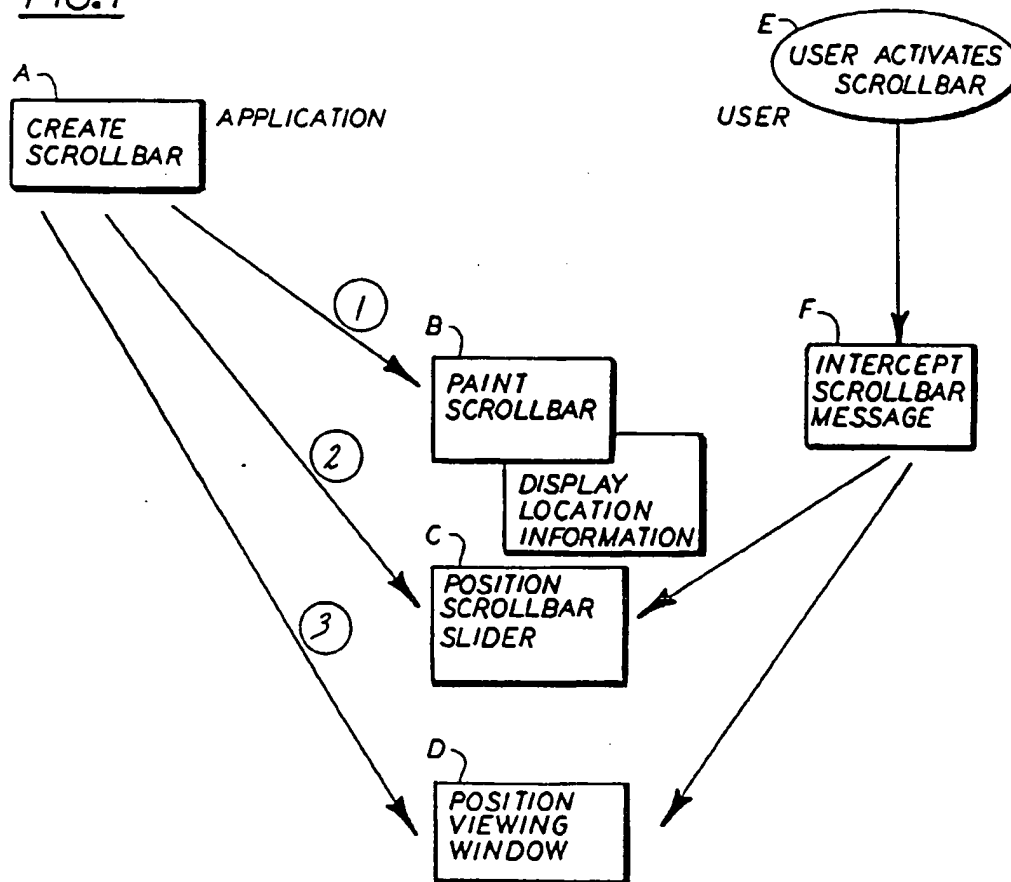 FIG.1
E
USER ACTIVATES
SCROLLBAR
USER
A
CREATE
SCROLLBAR
APPLICATION
1
B
PAINT
SCROLLBAR
F
INTERCEPT
SCROLLBAR
MESSAGE
2
DISPLAY
LOCATION
INFORMATION
C
POSITION
SCROLLBAR
SLIDER
3
D
POSITION
VIEWING
WINDOW